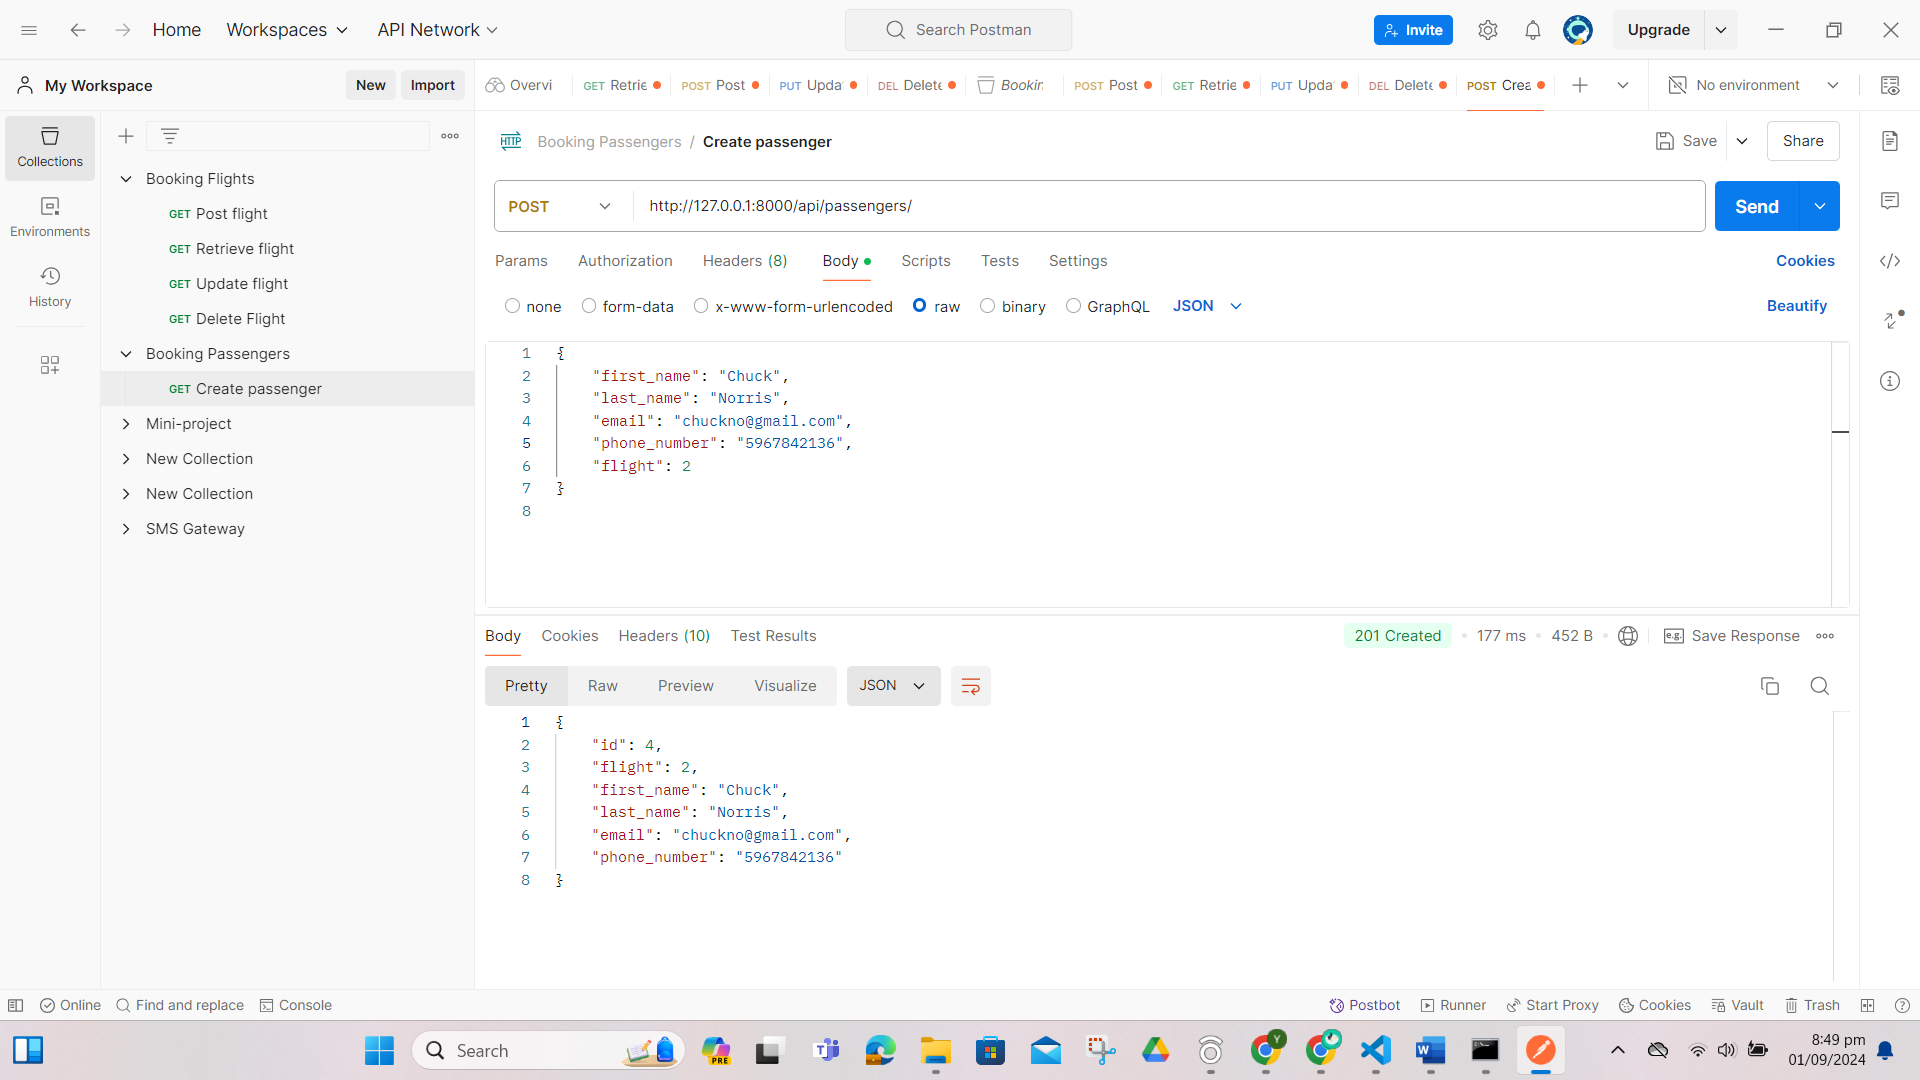 Home Workspaces API Network Search Postman Invite Upgrade
My Workspace New Import Overvi GET Retrie POST Post PUT Upda DEL Delete Bookin POST Post GET Retrie PUT Upda DEL Delete POST Crea No environment
Collections
Environments
History
Booking Flights
GET Post flight
GET Retrieve flight
GET Update flight
GET Delete Flight
Booking Passengers
GET Create passenger
Mini-project
New Collection
New Collection
SMS Gateway
HTTP Booking Passengers / Create passenger Save Share
POST http://127.0.0.1:8000/api/passengers/ Send
Params Authorization Headers (8) Body Scripts Tests Settings Cookies
none form-data x-www-form-urlencoded raw binary GraphQL JSON Beautify
1 {
2 "first_name": "Chuck",
3 "last_name": "Norris",
4 "email": "chuckno@gmail.com",
5 "phone_number": "5967842136",
6 "flight": 2
7 }
8
Body Cookies Headers (10) Test Results 201 Created 177 ms 452 B e.g. Save Response
Pretty Raw Preview Visualize JSON
1 {
2 "id": 4,
3 "flight": 2,
4 "first_name": "Chuck",
5 "last_name": "Norris",
6 "email": "chuckno@gmail.com",
7 "phone_number": "5967842136"
8 }
Online Find and replace Console Postbot Runner Start Proxy Cookies Vault Trash
Search PRE Y 8:49 pm
01/09/2024